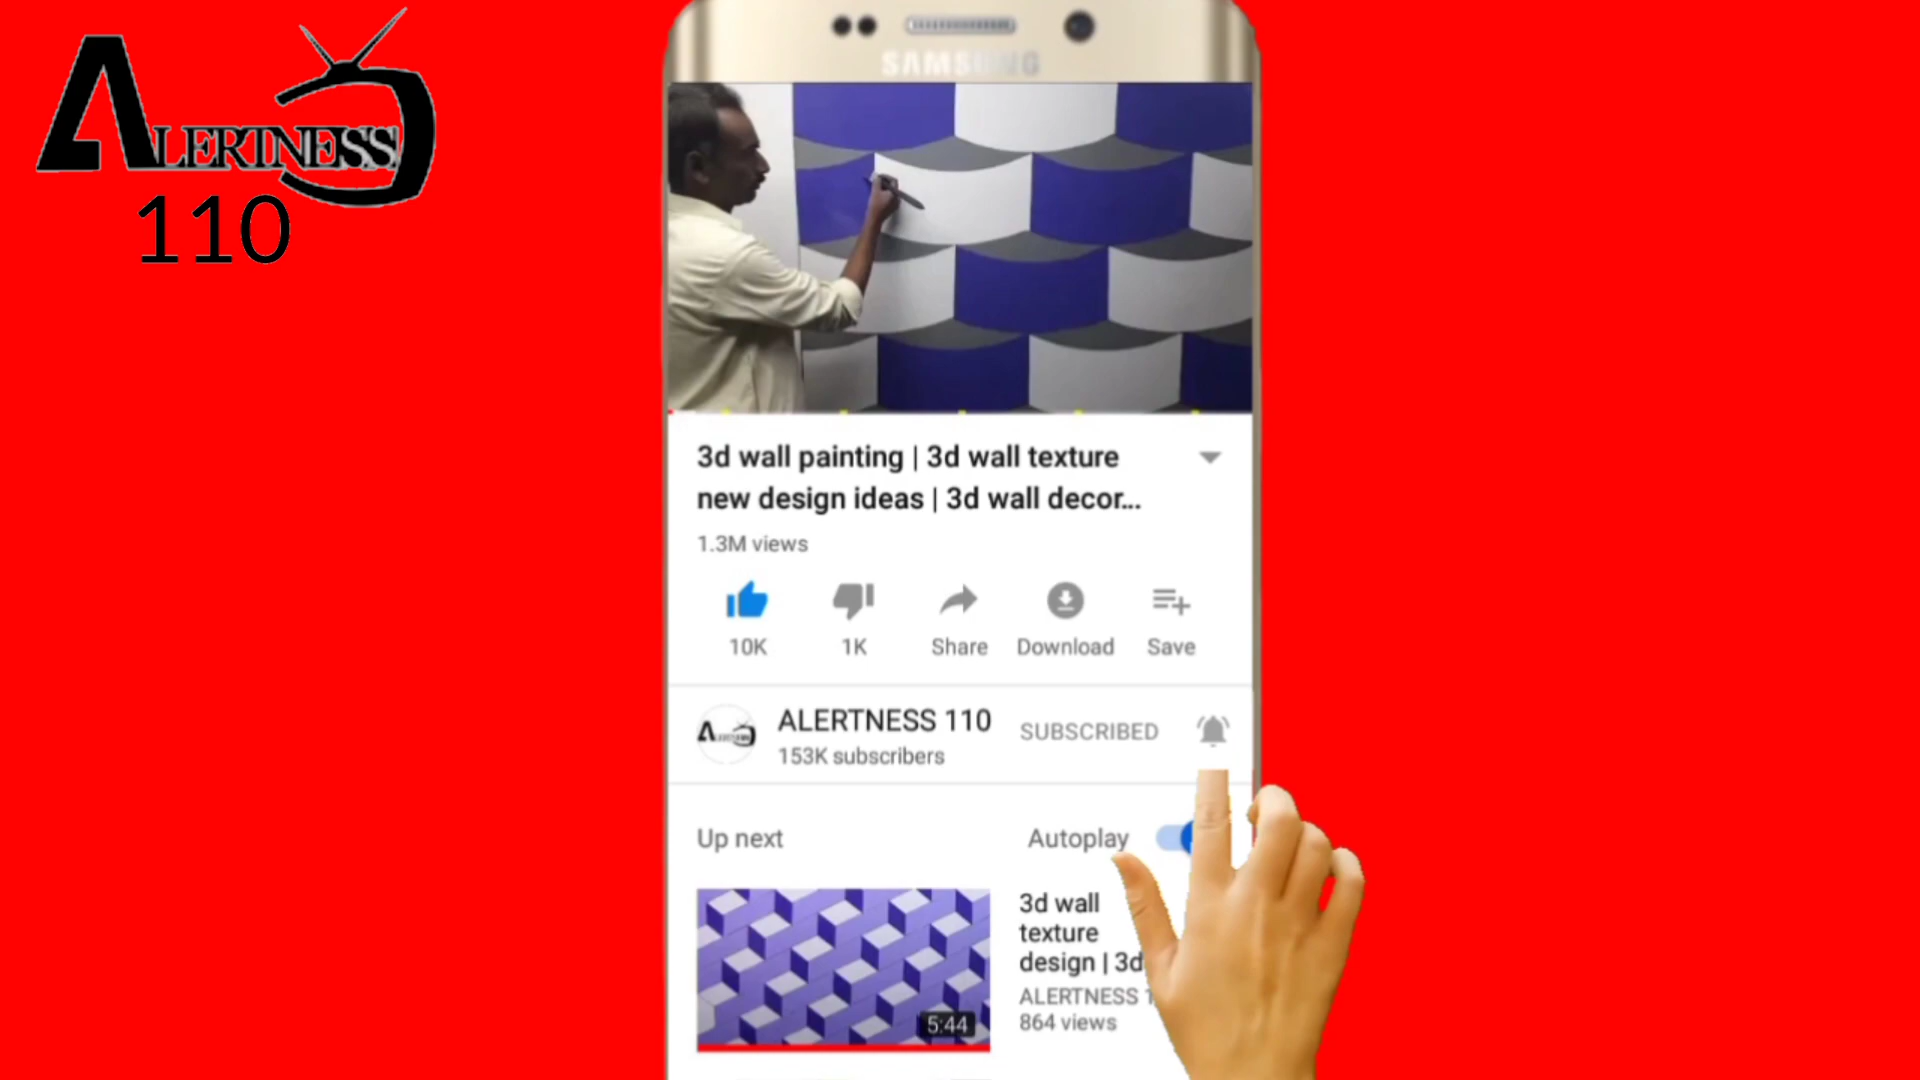 ALERTNESS
110
SAMSUNG
3d wall painting | 3d wall texture
new design ideas | 3d wall decor...
1.3M views
10K
1K
Share
Download
Save
ALERTNESS 110
SUBSCRIBED
153K subscribers
Up next
Autoplay
3d wall
texture
design | 3d
ALERTNESS 1
864 views
5:44